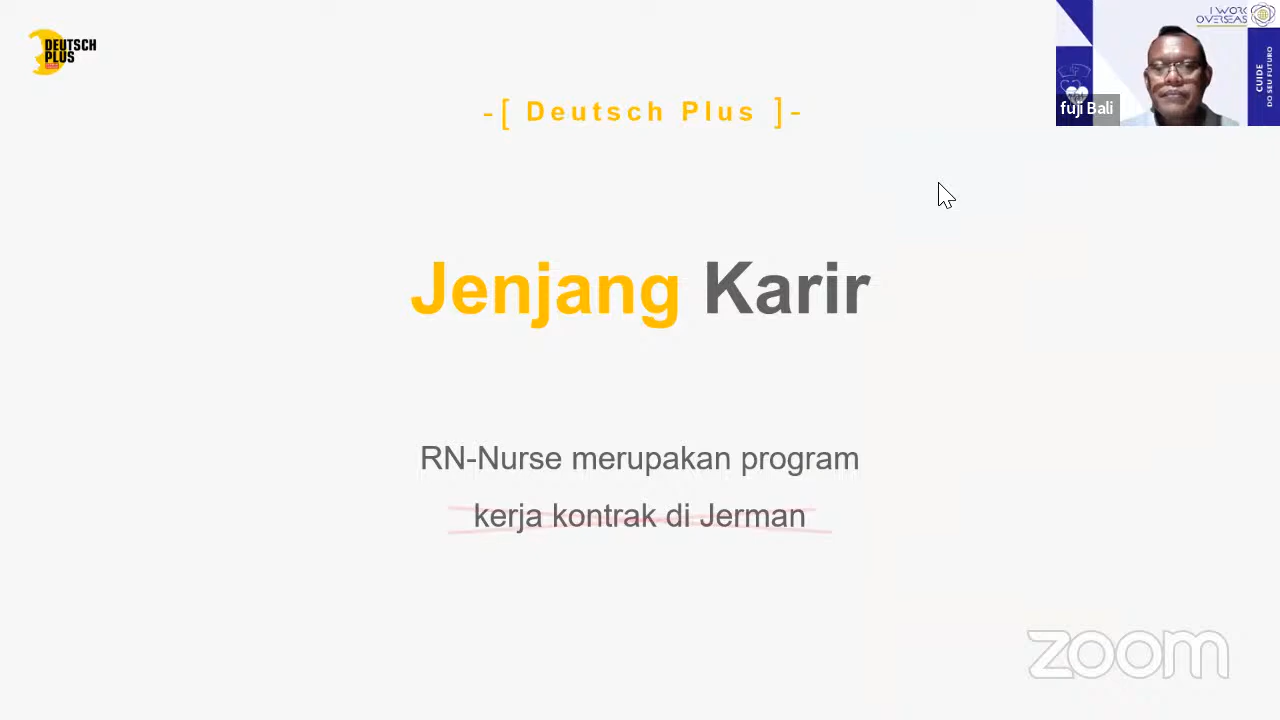 DEUTSCH
PLUS
-[ Deutsch Plus ]-
Jenjang Karir
RN-Nurse merupakan program
kerja kontrak di Jerman
I WORK
OVERSEAS
CUIDE
DO SEU FUTURO
fuji Bali
zoom